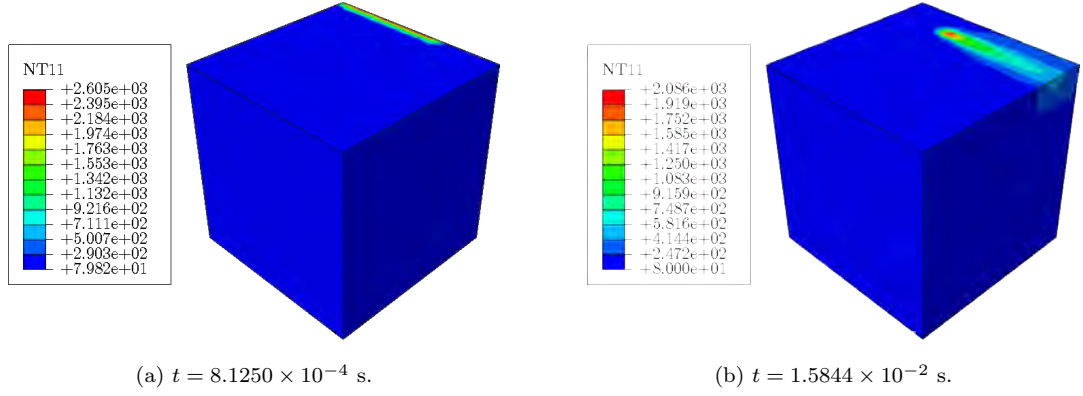 NT11
+2.605e+03
+2.395e+03
+2.184e+03
+1.974e+03
+1.763e+03
+1.553e+03
+1.342e+03
+1.132e+03
+9.216e+02
+7.111e+02
+5.007e+02
+2.903e+02
+7.982e+01
(a) t = 8.1250 × 10⁻⁴ s.
NT11
+2.086e+03
+1.919e+03
+1.752e+03
+1.585e+03
+1.417e+03
+1.250e+03
+1.083e+03
+9.159e+02
+7.487e+02
+5.816e+02
+4.144e+02
+2.472e+02
+8.000e+01
(b) t = 1.5844 × 10⁻² s.